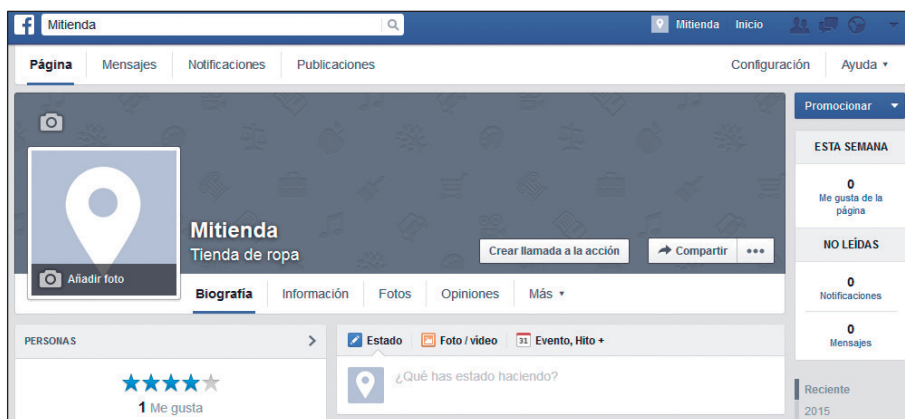 f Mitienda Mitienda Inicio
Página Mensajes Notificaciones Publicaciones Configuración Ayuda
Promocionar
ESTA SEMANA
0
Me gusta de la
página
NO LEÍDAS
0
Notificaciones
0
Mensajes
Reciente
2015
Mitienda
Tienda de ropa
Crear llamada a la acción Compartir
Añadir foto
Biografía Información Fotos Opiniones Más
PERSONAS
1 Me gusta
Estado Foto / vídeo 31 Evento, Hito +
¿Qué has estado haciendo?